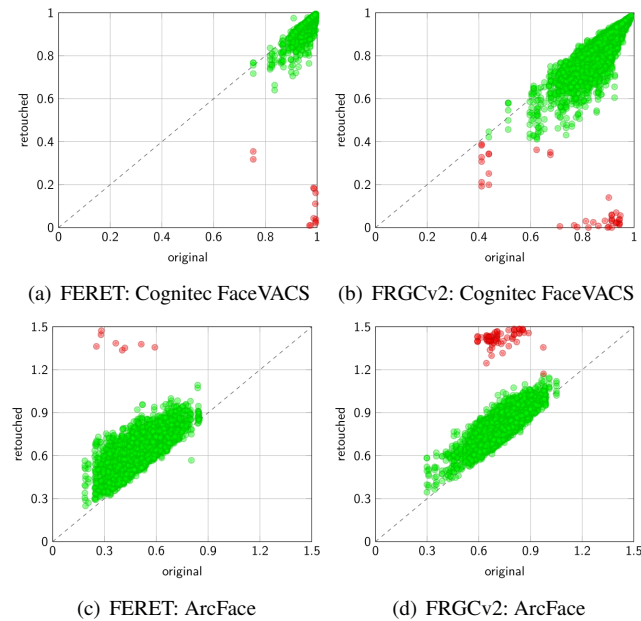 1
0.8
0.6
0.4
0.2
0
retouched
0 0.2 0.4 0.6 0.8 1
original
(a) FERET: Cognitec FaceVACS
1
0.8
0.6
0.4
0.2
0
retouched
0 0.2 0.4 0.6 0.8 1
original
(b) FRGCv2: Cognitec FaceVACS
1.5
1.2
0.9
0.6
0.3
0
retouched
0 0.3 0.6 0.9 1.2 1.5
original
(c) FERET: ArcFace
1.5
1.2
0.9
0.6
0.3
0
retouched
0 0.3 0.6 0.9 1.2 1.5
original
(d) FRGCv2: ArcFace